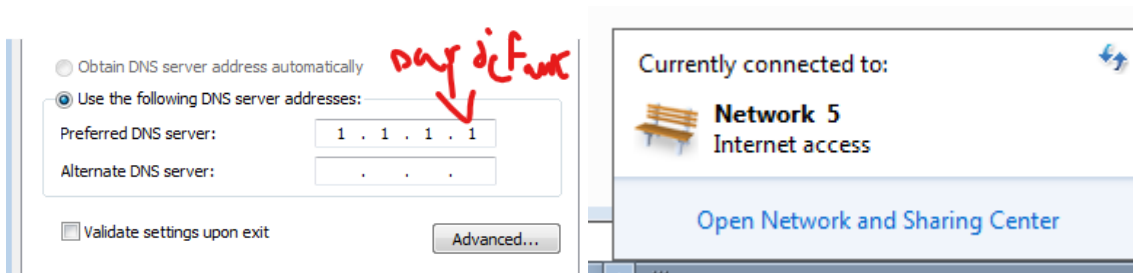 Obtain DNS server address automatically
Use the following DNS server addresses:
Preferred DNS server:
1 . 1 . 1 . 1
Alternate DNS server:
. . .
Validate settings upon exit
Advanced...
Currently connected to:
Network 5
Internet access
Open Network and Sharing Center